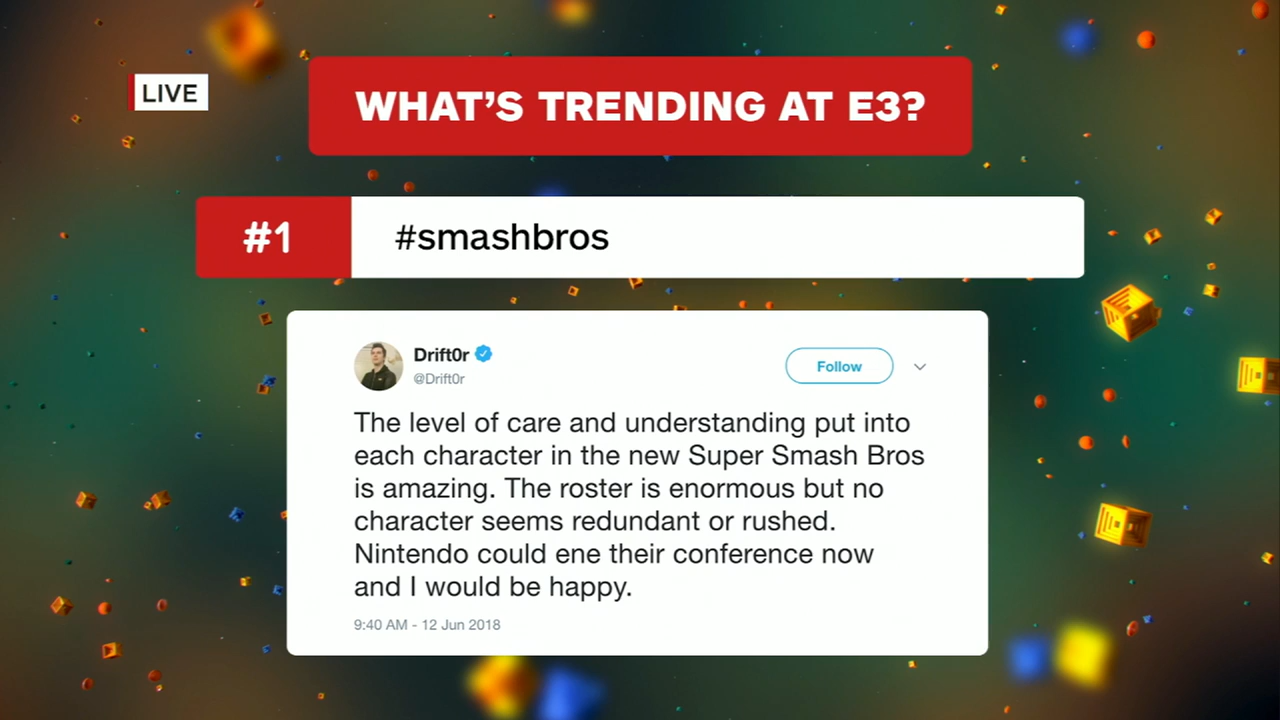 LIVE
WHAT'S TRENDING AT E3?
#1
#smashbros
Drift0r
@Drift0r
Follow
The level of care and understanding put into
each character in the new Super Smash Bros
is amazing. The roster is enormous but no
character seems redundant or rushed.
Nintendo could ene their conference now
and I would be happy.
9:40 AM - 12 Jun 2018